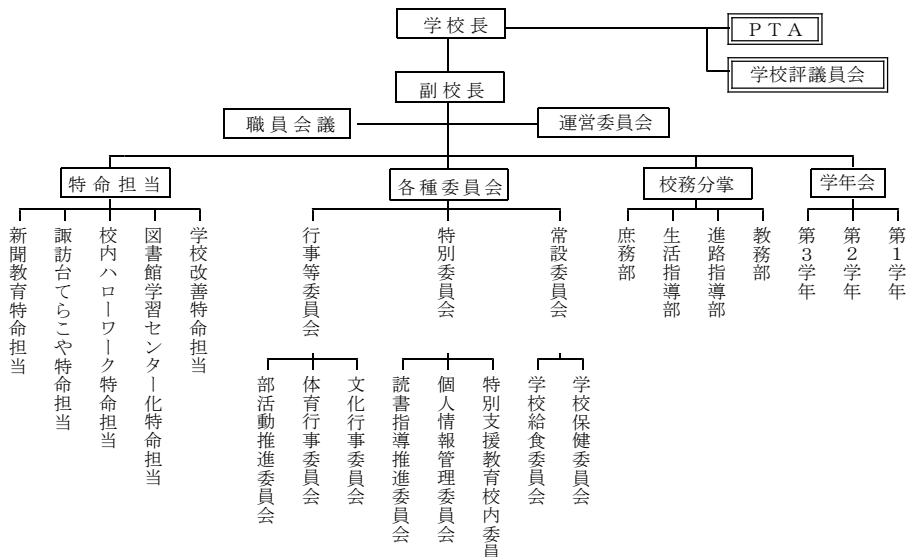 学校長
ＰＴＡ
学校評議員会
副校長
職員会議
運営委員会
特命担当
各種委員会
校務分掌
学年会
新聞教育特命担当
諏訪台てらこや特命担当
校内ハローワーク特命担当
図書館学習センター化特命担当
学校改善特命担当
行事等委員会
特別委員会
常設委員会
庶務部
生活指導部
進路指導部
教務部
第３学年
第２学年
第１学年
部活動推進委員会
体育行事委員会
文化行事委員会
読書指導推進委員会
個人情報管理委員会
特別支援教育校内委員
学校給食委員会
学校保健委員会